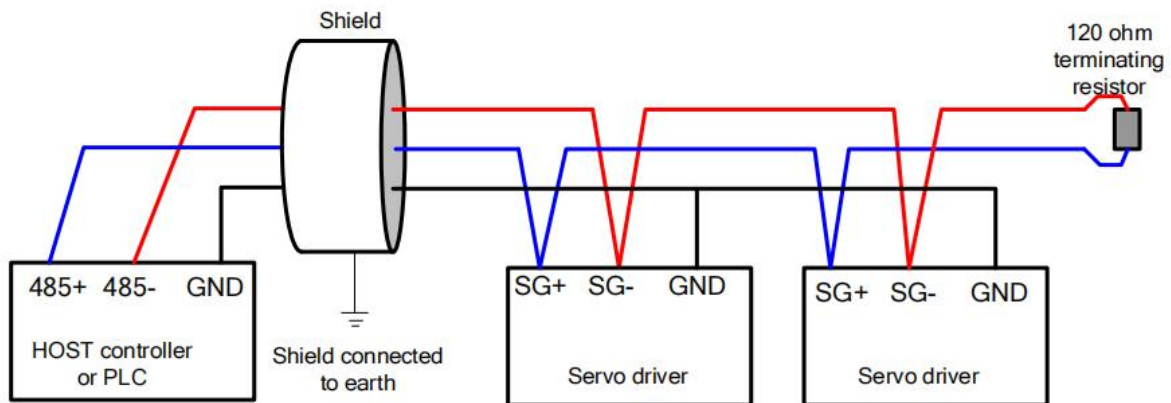 Shield
120 ohm
terminating
resistor
485+ 485- GND
HOST controller
or PLC
Shield connected
to earth
SG+ SG- GND
Servo driver
SG+ SG- GND
Servo driver